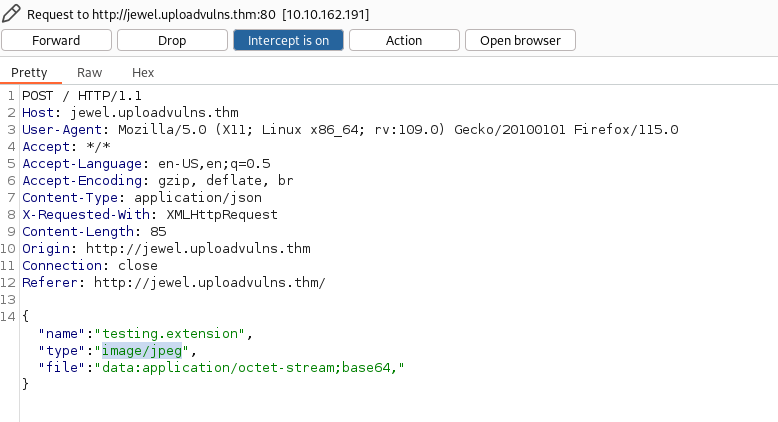 Request to http://jewel.uploadvulns.thm:80 [10.10.162.191]
Forward Drop Intercept is on Action Open browser
Pretty Raw Hex
1 POST / HTTP/1.1
2 Host: jewel.uploadvulns.thm
3 User-Agent: Mozilla/5.0 (X11; Linux x86_64; rv:109.0) Gecko/20100101 Firefox/115.0
4 Accept: */*
5 Accept-Language: en-US,en;q=0.5
6 Accept-Encoding: gzip, deflate, br
7 Content-Type: application/json
8 X-Requested-With: XMLHttpRequest
9 Content-Length: 85
10 Origin: http://jewel.uploadvulns.thm
11 Connection: close
12 Referer: http://jewel.uploadvulns.thm/
13
14 {
"name":"testing.extension",
"type":"image/jpeg",
"file":"data:application/octet-stream;base64,"
}